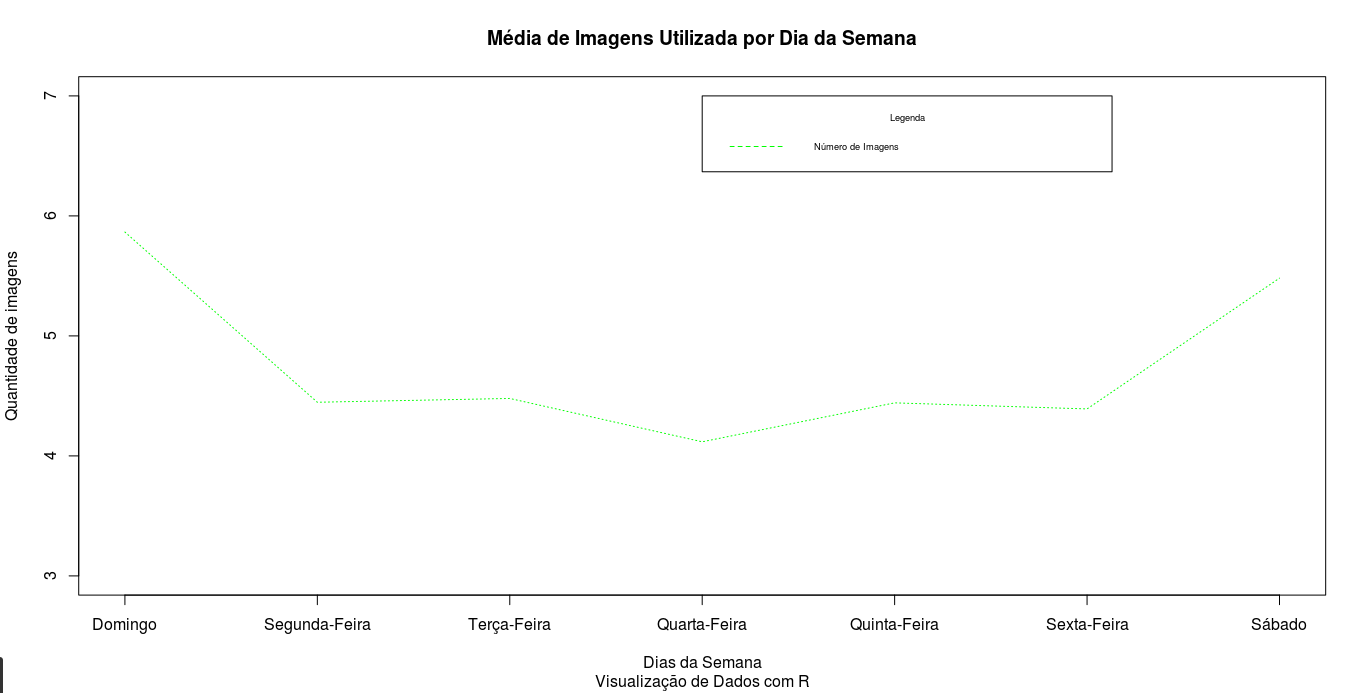 Média de Imagens Utilizada por Dia da Semana
Legenda
Número de Imagens
Quantidade de imagens
7
6
5
4
3
Domingo Segunda-Feira Terça-Feira Quarta-Feira Quinta-Feira Sexta-Feira Sábado
Dias da Semana
Visualização de Dados com R